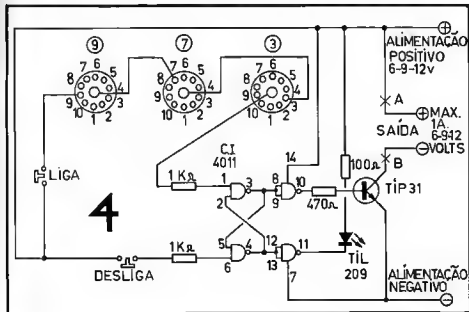 9
7
3
7 6 5
8 4
9 3
10 1 2
7 6 5
8 4
9 3
10 1 2
7 6 5
8 4
9 3
10 1 2
ALIMENTAÇÃO
POSITIVO
6-9-12v
A
MAX.
1A.
6-9-12
VOLTS
SAÍDA
B
C.I
4011
14
LIGA
4
1KΩ
1
2
3
8
9
10
100Ω
470Ω
TIP31
DESLIGA
1KΩ
5
6
4
12
13
11
7
TIL
209
ALIMENTAÇÃO
NEGATIVO